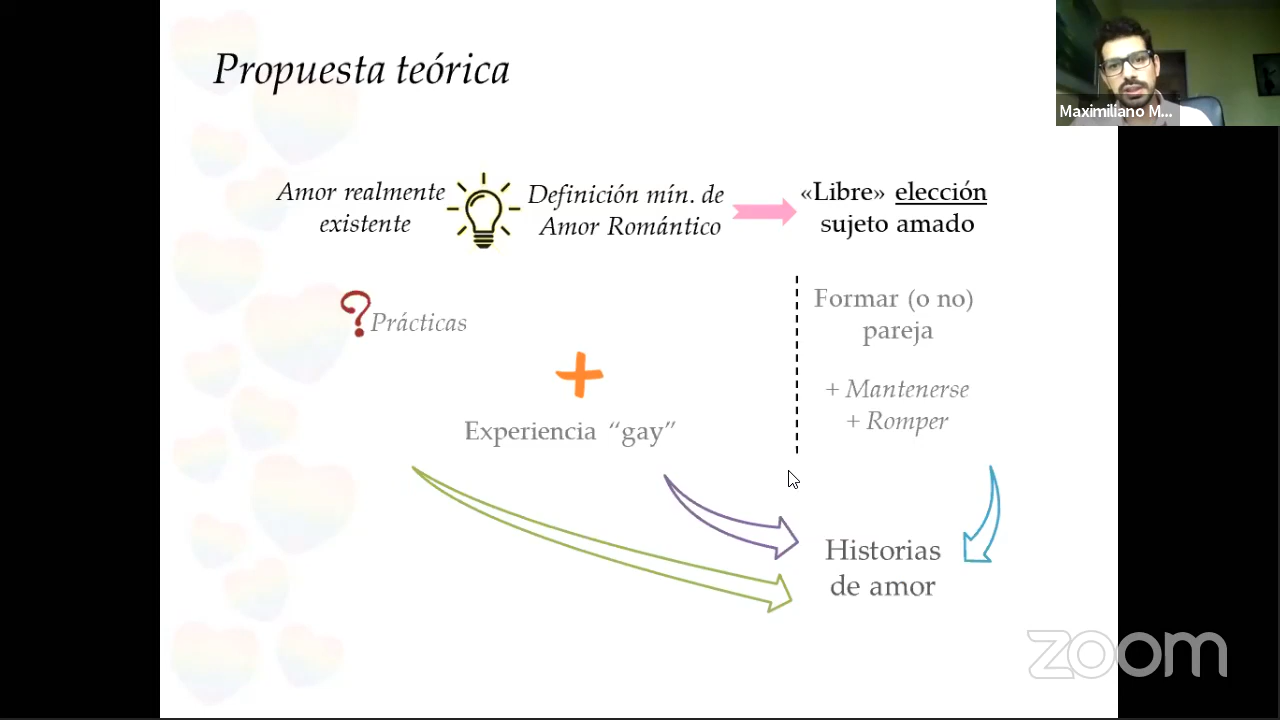 Propuesta teórica
Maximiliano M...
Amor realmente
existente
Definición mín. de
Amor Romántico
«Libre» elección
sujeto amado
? Prácticas
Formar (o no)
pareja
+ Mantenerse
+ Romper
+
Experiencia “gay”
Historias
de amor
zoom